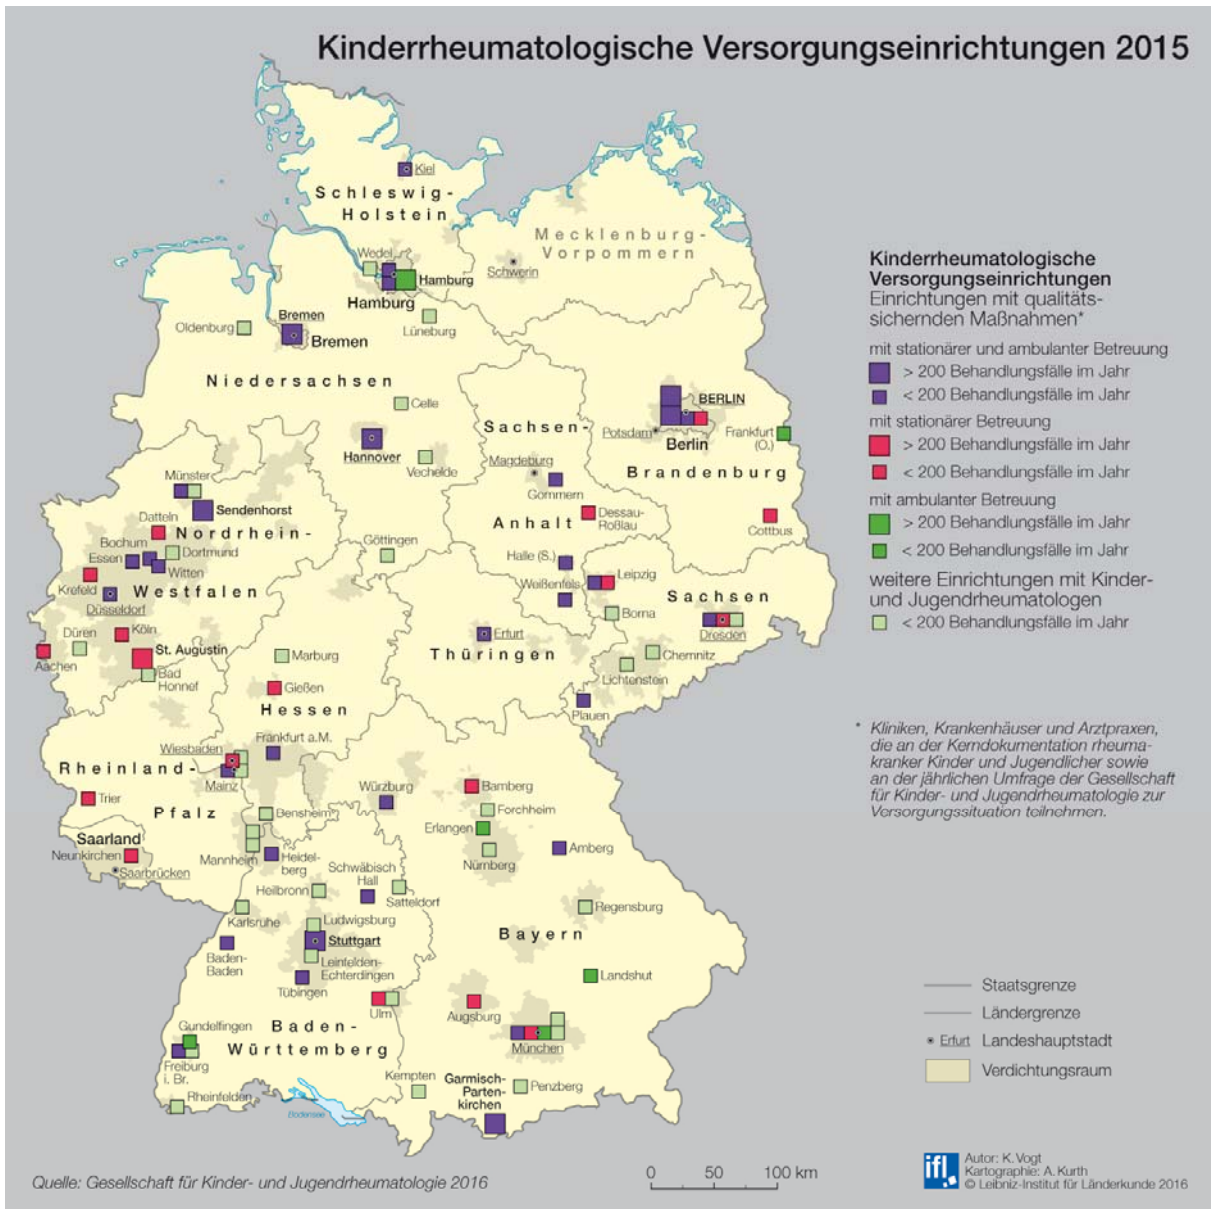 Kinderrheumatologische Versorgungseinrichtungen 2015
Kiel
Schleswig-
Holstein
Mecklenburg-
Vorpommern
Schwerin
Wedel
Hamburg
Hamburg
Lüneburg
Oldenburg
Bremen
Bremen
Niedersachsen
Celle
Hannover
Vechelde
Sachsen-
Anhalt
Magdeburg
Gommern
Dessau-
Roßlau
Halle (S.)
Weißenfels
BERLIN
Berlin
Potsdam
Frankfurt
(O.)
Brandenburg
Cottbus
Münster
Sendenhorst
Datteln
Nordrhein-
Westfalen
Bochum
Dortmund
Essen
Witten
Krefeld
Düsseldorf
Göttingen
Düren
Köln
Aachen
St. Augustin
Bad
Honnef
Leipzig
Sachsen
Borna
Dresden
Chemnitz
Lichtenstein
Plauen
Erfurt
Thüringen
Marburg
Gießen
Hessen
Frankfurt a.M.
Wiesbaden
Mainz
Rheinland-
Pfalz
Trier
Saarland
Neunkirchen
Saarbrücken
Bensheim
Mannheim
Heidel-
berg
Würzburg
Bamberg
Forchheim
Erlangen
Nürnberg
Amberg
Schwäbisch
Hall
Satteldorf
Heilbronn
Karlsruhe
Ludwigsburg
Stuttgart
Leinfelden-
Echterdingen
Baden-
Baden
Tübingen
Regensburg
Bayern
Landshut
Ulm
Augsburg
München
Baden-
Württemberg
Gundelfingen
Freiburg
i. Br.
Rheinfelden
Bodensee
Kempten
Garmisch-
Parten-
kirchen
Penzberg
Kinderrheumatologische
Versorgungseinrichtungen
Einrichtungen mit qualitäts-
sichernden Maßnahmen*
mit stationärer und ambulanter Betreuung
> 200 Behandlungsfälle im Jahr
< 200 Behandlungsfälle im Jahr
mit stationärer Betreuung
> 200 Behandlungsfälle im Jahr
< 200 Behandlungsfälle im Jahr
mit ambulanter Betreuung
> 200 Behandlungsfälle im Jahr
< 200 Behandlungsfälle im Jahr
weitere Einrichtungen mit Kinder-
und Jugendrheumatologen
< 200 Behandlungsfälle im Jahr
* Kliniken, Krankenhäuser und Arztpraxen,
die an der Kerndokumentation rheuma-
kranker Kinder und Jugendlicher sowie
an der jährlichen Umfrage der Gesellschaft
für Kinder- und Jugendrheumatologie zur
Versorgungssituation teilnehmen.
Staatsgrenze
Ländergrenze
Erfurt Landeshauptstadt
Verdichtungsraum
0 50 100 km
Quelle: Gesellschaft für Kinder- und Jugendrheumatologie 2016
ifl
Autor: K. Vogt
Kartographie: A. Kurth
© Leibniz-Institut für Länderkunde 2016